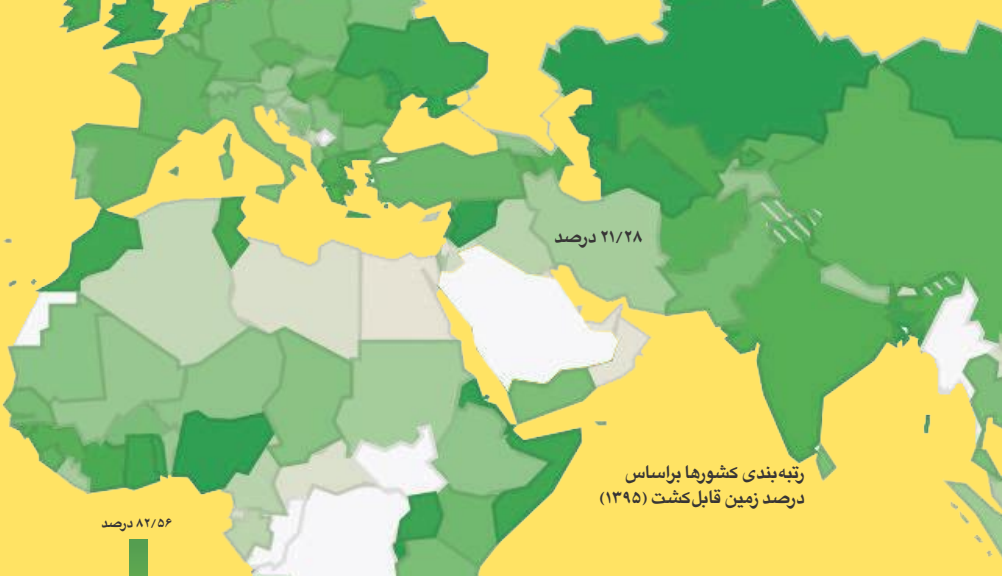 ۲۱/۲۸ درصد
رتبه‌بندی کشورها براساس
درصد زمین قابل‌کشت (۱۳۹۵)
۸۲/۵۶ درصد